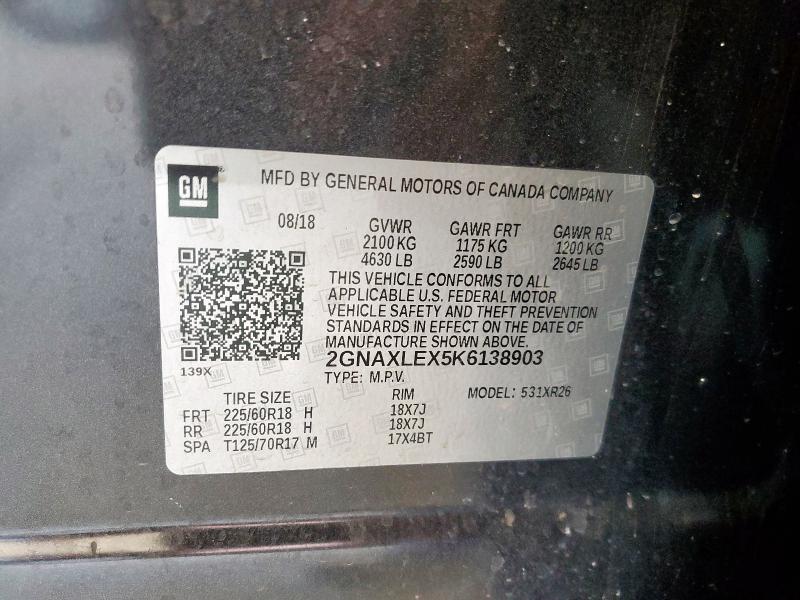 GM
MFD BY GENERAL MOTORS OF CANADA COMPANY
08/18 GVWR GAWR FRT GAWR RR
2100 KG 1175 KG 1200 KG
4630 LB 2590 LB 2645 LB
THIS VEHICLE CONFORMS TO ALL
APPLICABLE U.S. FEDERAL MOTOR
VEHICLE SAFETY AND THEFT PREVENTION
STANDARDS IN EFFECT ON THE DATE OF
MANUFACTURE SHOWN ABOVE.
2GNAXLEX5K6138903
139X TYPE: M.P.V.
TIRE SIZE RIM MODEL: 531XR26
FRT 225/60R18 H 18X7J
RR 225/60R18 H 18X7J
SPA T125/70R17 M 17X4BT